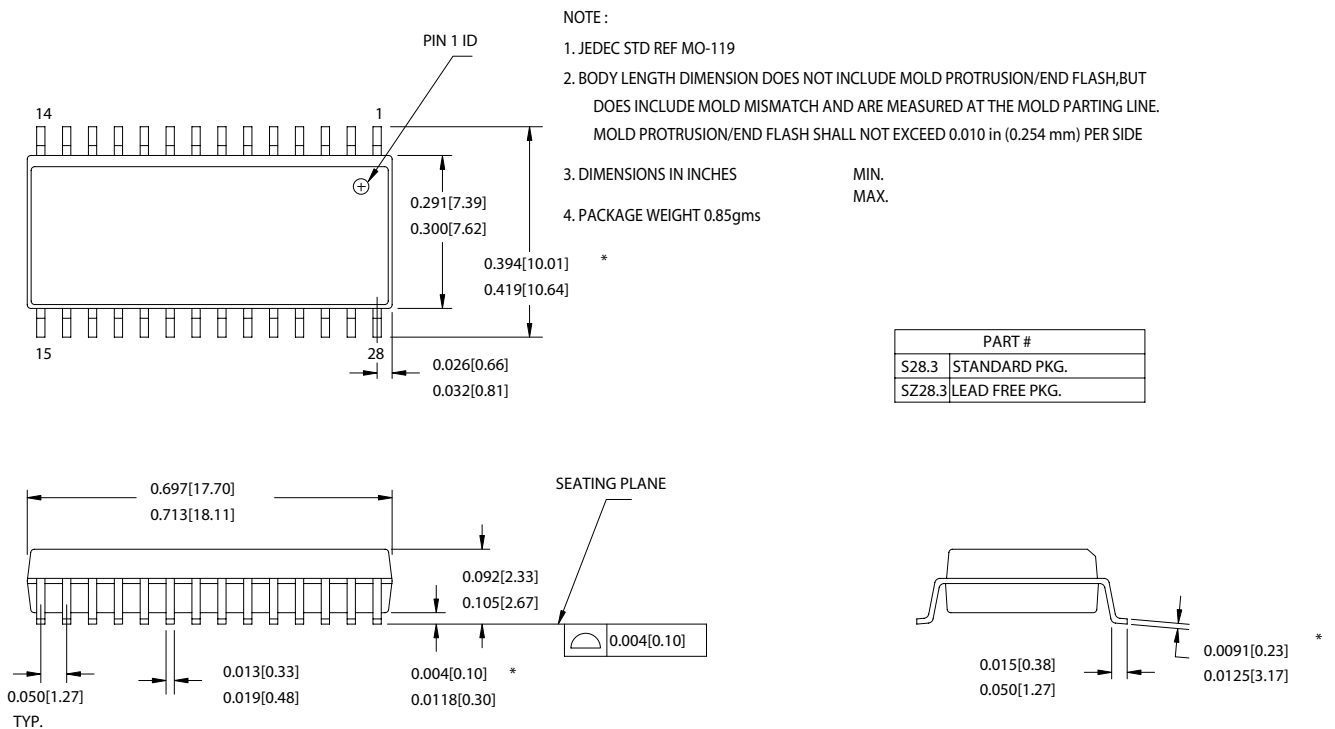 NOTE :
1. JEDEC STD REF MO-119
2. BODY LENGTH DIMENSION DOES NOT INCLUDE MOLD PROTRUSION/END FLASH,BUT
DOES INCLUDE MOLD MISMATCH AND ARE MEASURED AT THE MOLD PARTING LINE.
MOLD PROTRUSION/END FLASH SHALL NOT EXCEED 0.010 in (0.254 mm) PER SIDE
3. DIMENSIONS IN INCHES MIN.
MAX.
4. PACKAGE WEIGHT 0.85gms
PIN 1 ID
14 1
0.291[7.39]
0.300[7.62]
0.394[10.01] *
0.419[10.64]
15 28
0.026[0.66]
0.032[0.81]
PART #
S28.3 STANDARD PKG.
SZ28.3 LEAD FREE PKG.
0.697[17.70]
0.713[18.11]
SEATING PLANE
0.092[2.33]
0.105[2.67]
0.004[0.10]
0.050[1.27]
TYP.
0.013[0.33]
0.019[0.48]
0.004[0.10] *
0.0118[0.30]
0.015[0.38]
0.050[1.27]
0.0091[0.23] *
0.0125[3.17]